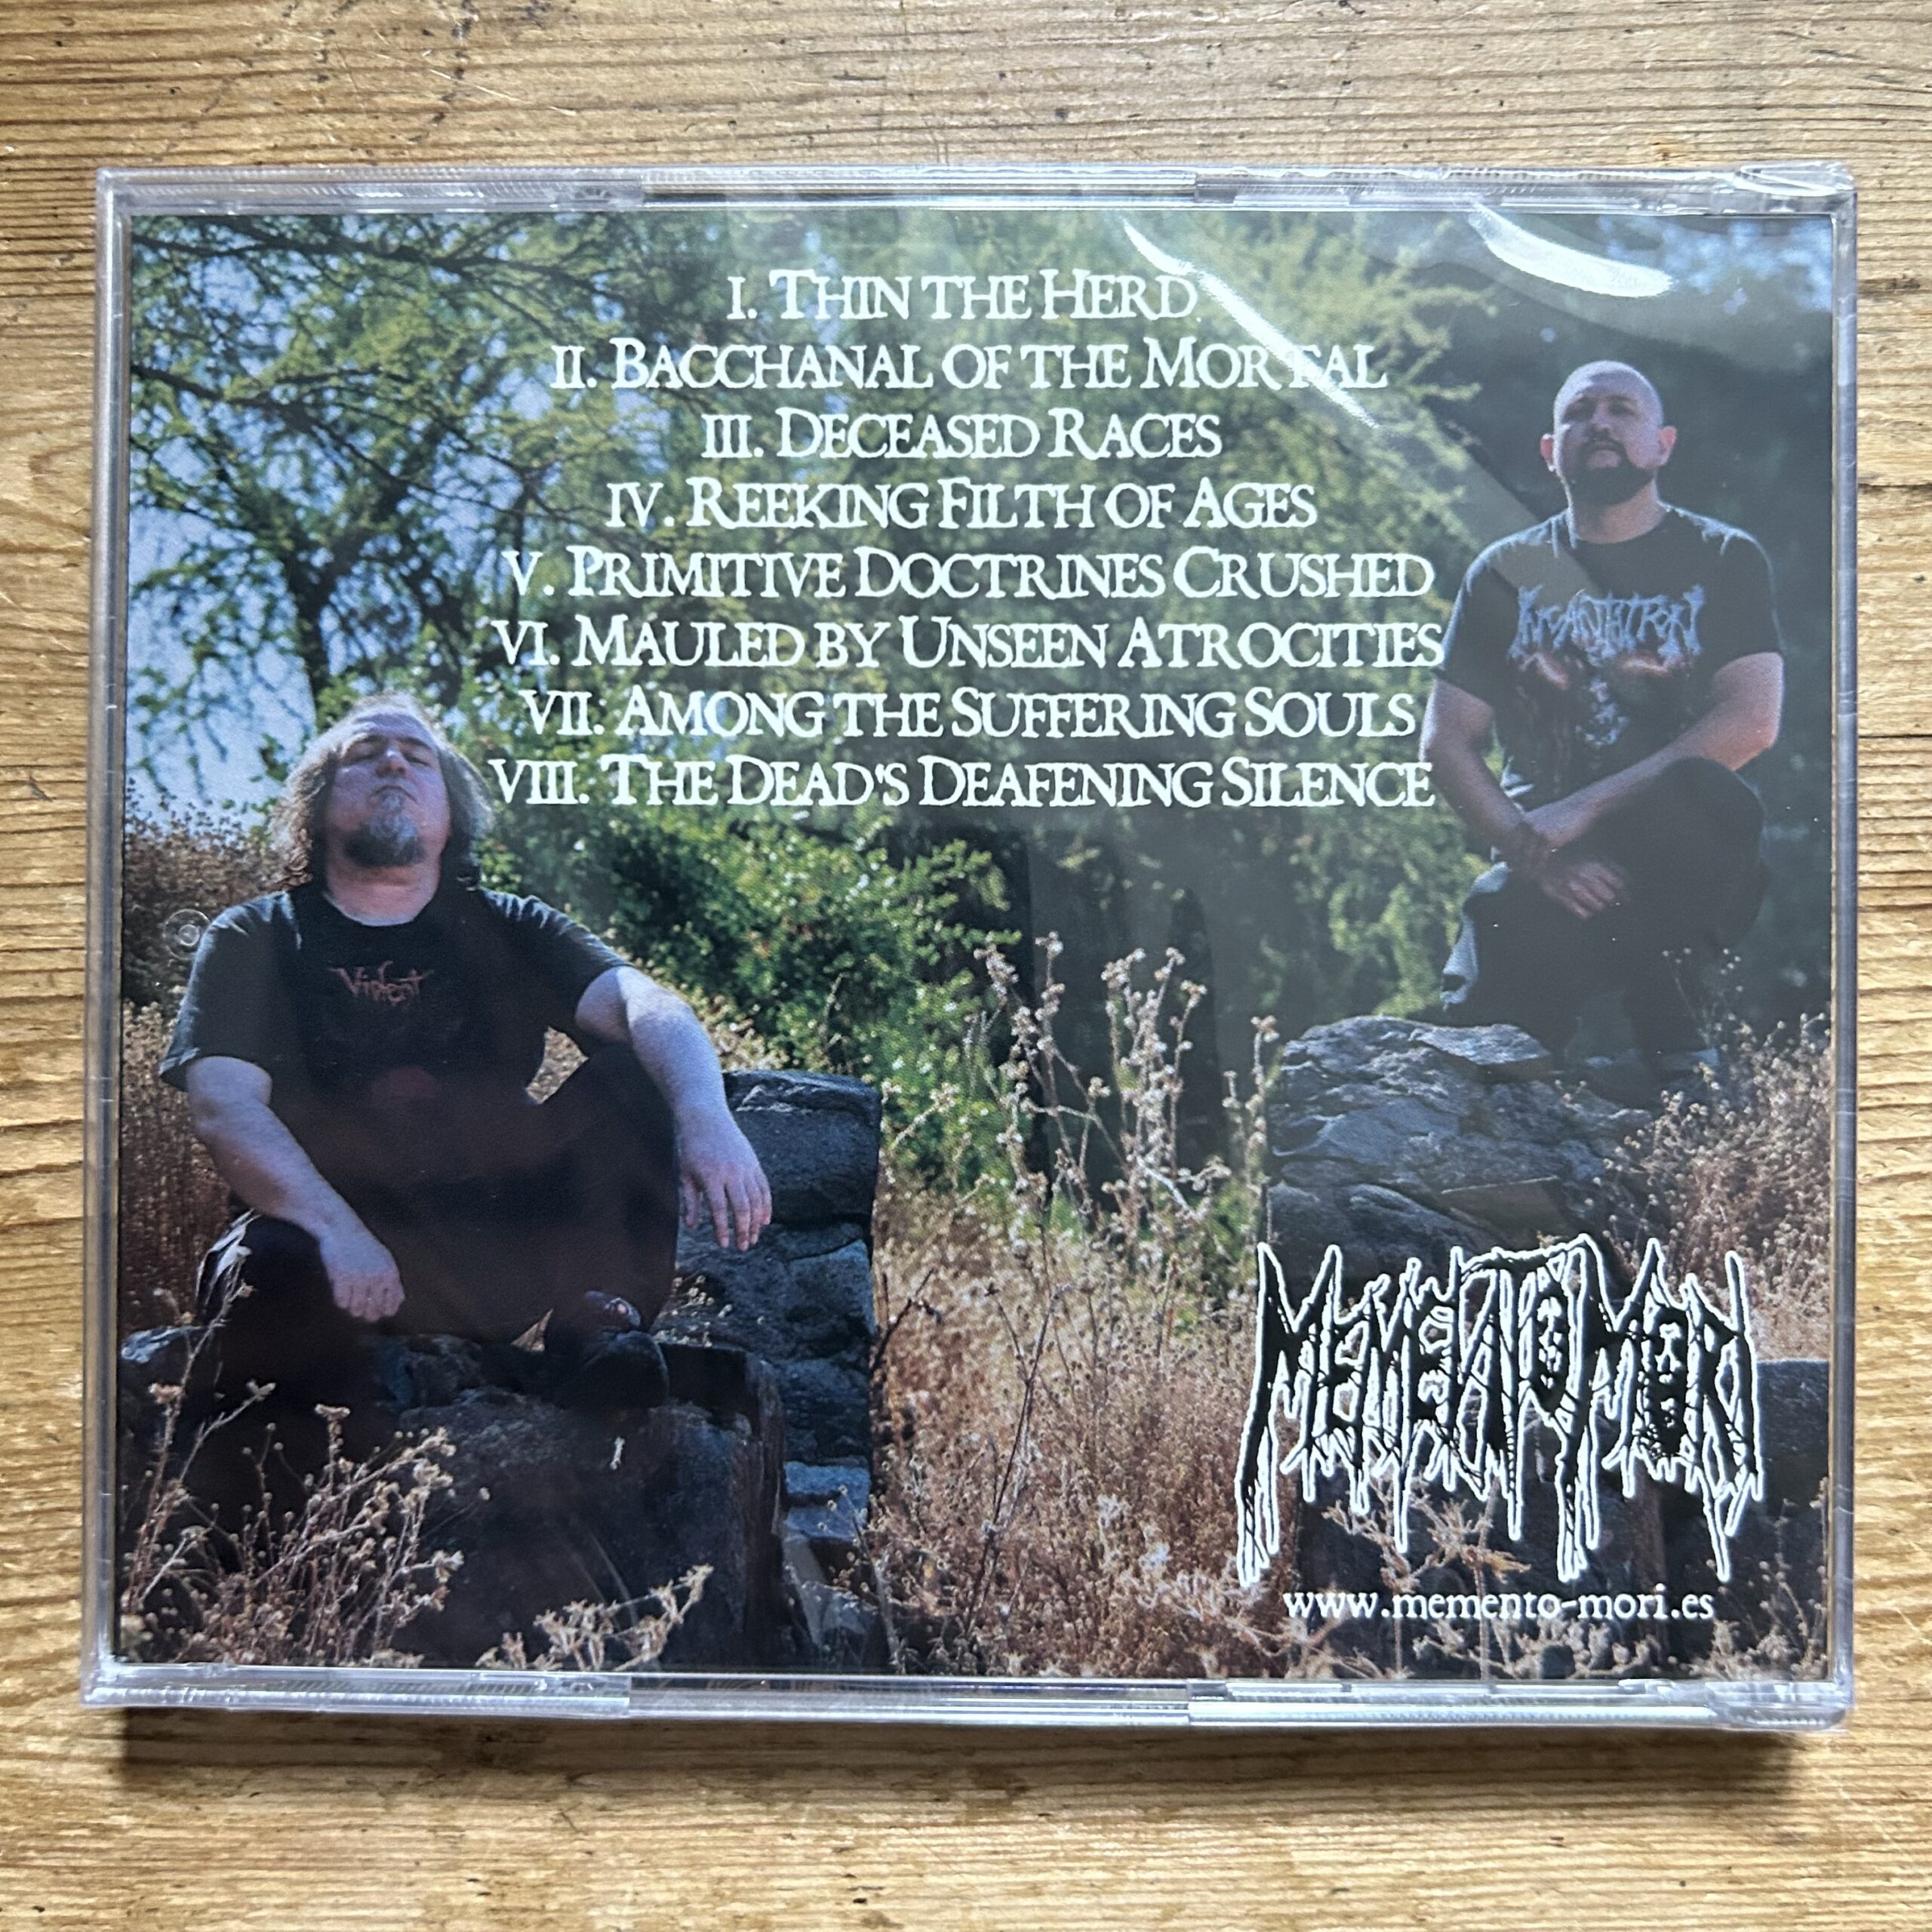 I. Thin the Herd
II. Bacchanal of the Mortal
III. Deceased Races
IV. Reeking Filth of Ages
V. Primitive Doctrines Crushed
VI. Mauled by Unseen Atrocities
VII. Among the Suffering Souls
VIII. The Dead's Deafening Silence
Incantation
Violent
Memento Mori
www.memento-mori.es